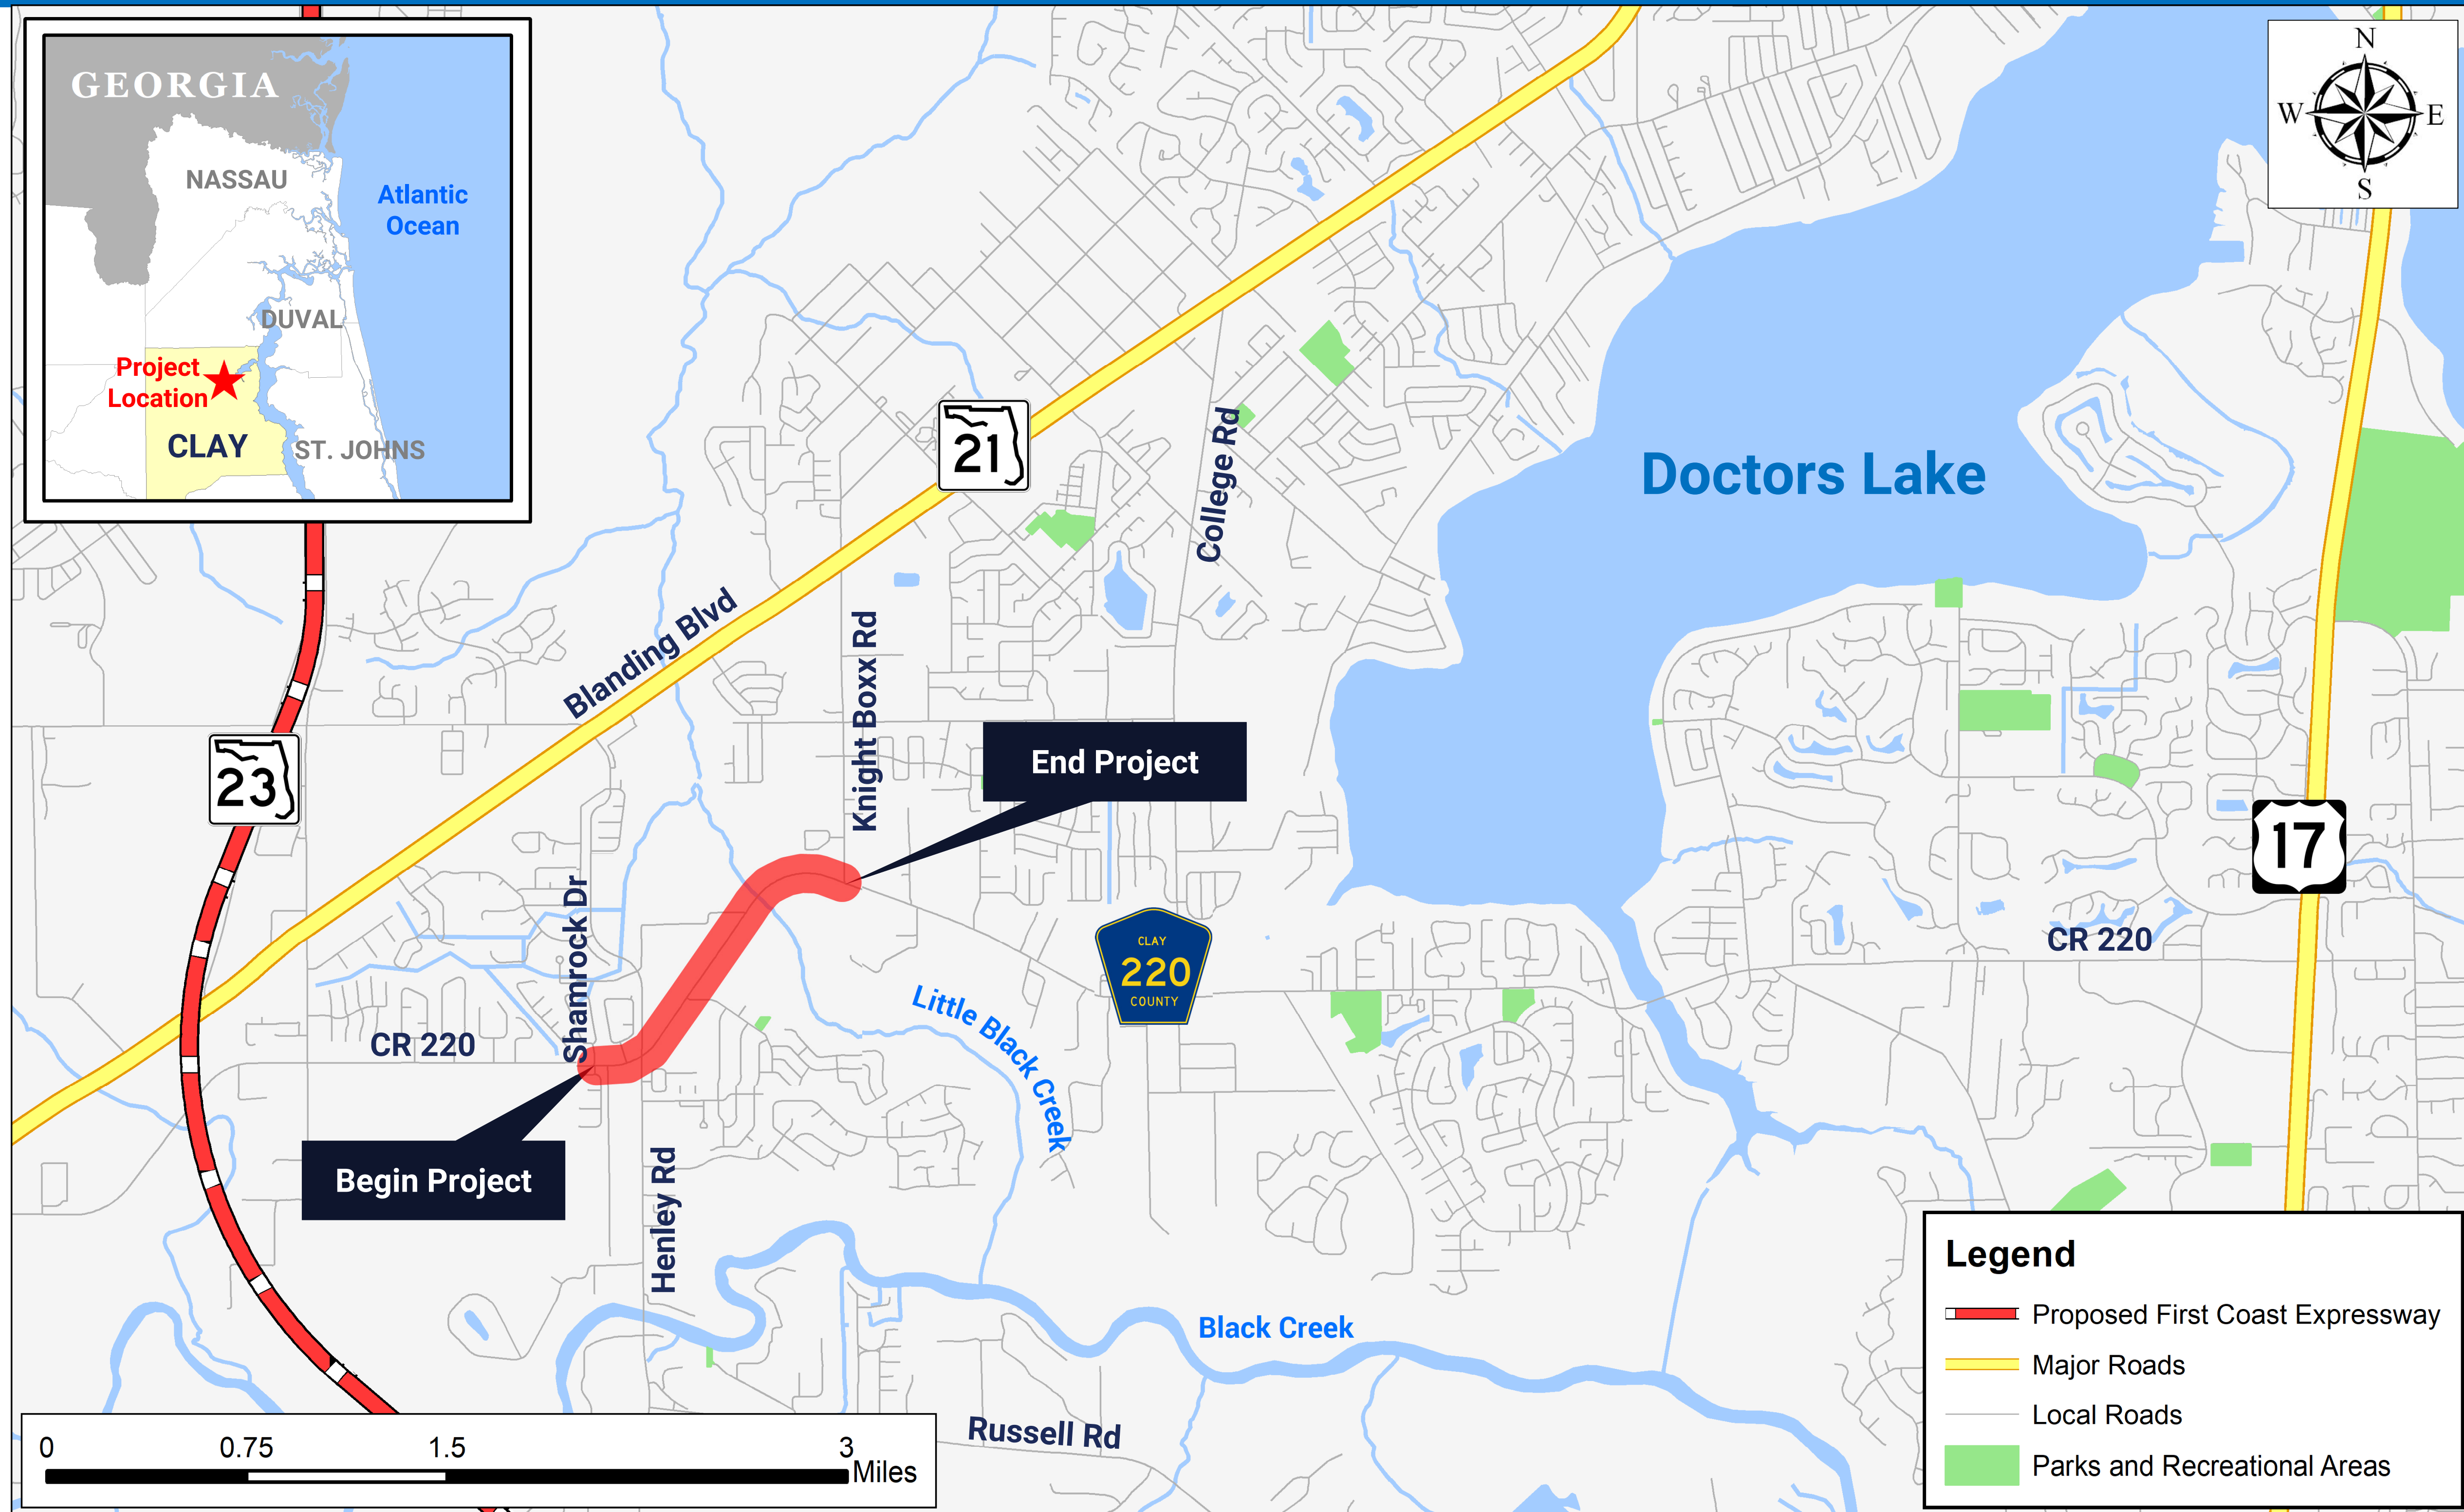 GEORGIA
NASSAU
Atlantic
Ocean
DUVAL
Project
Location
CLAY
ST. JOHNS
N
W
E
S
21
College Rd
Doctors Lake
Blanding Blvd
Knight Boxx Rd
End Project
23
17
Shamrock Dr
CLAY
220
COUNTY
CR 220
CR 220
Little Black Creek
Begin Project
Henley Rd
Black Creek
Russell Rd
Legend
Proposed First Coast Expressway
Major Roads
Local Roads
Parks and Recreational Areas
0
0.75
1.5
3
Miles